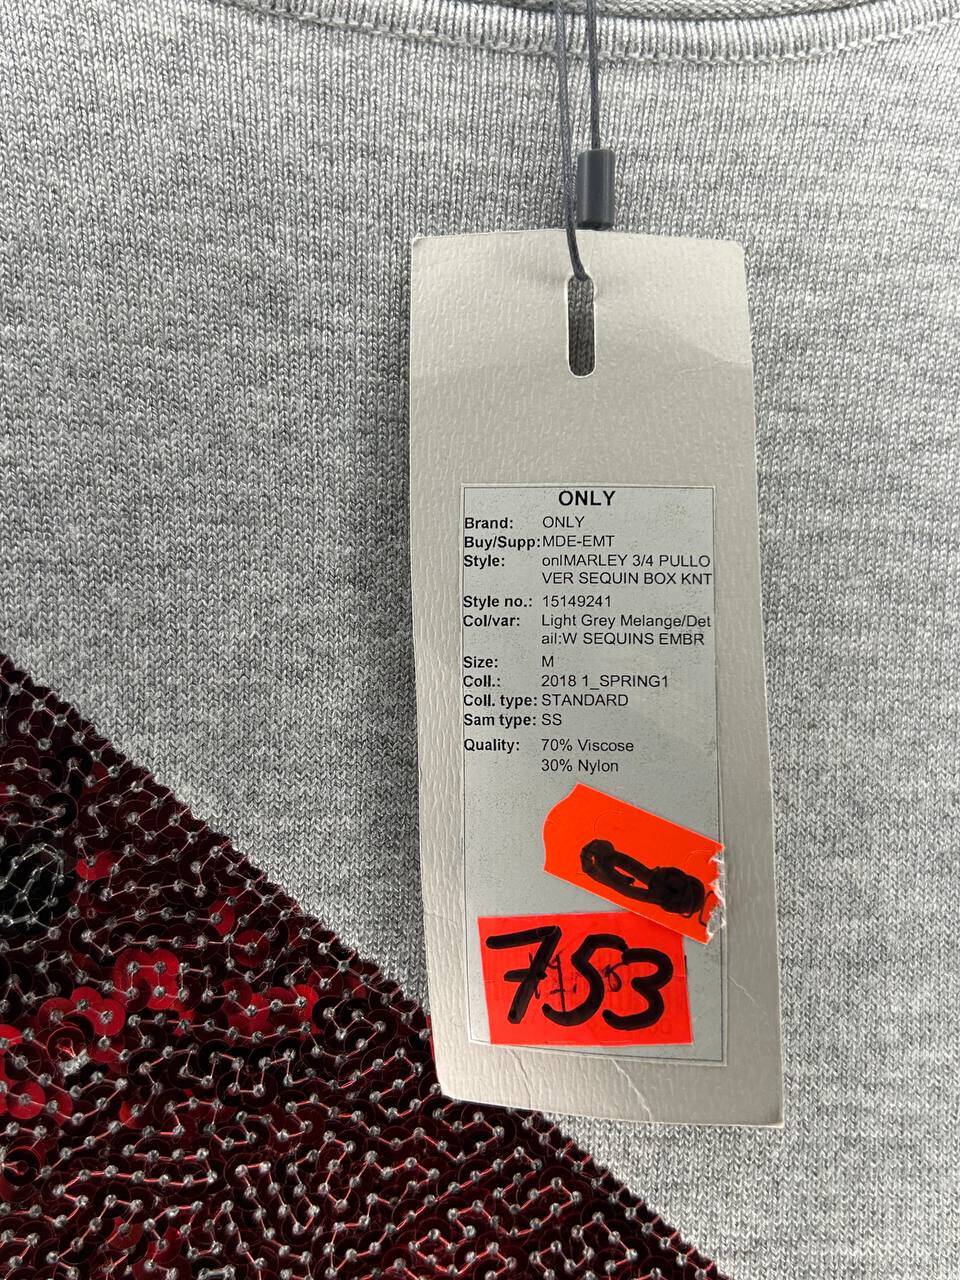 ONLY
Brand: ONLY
Buy/Supp: MDE-EMT
Style: onlMARLEY 3/4 PULLO
VER SEQUIN BOX KNT
Style no.: 15149241
Col/var: Light Grey Melange/Det
ail:W SEQUINS EMBR
Size: M
Coll.: 2018 1_SPRING1
Coll. type: STANDARD
Sam type: SS
Quality: 70% Viscose
30% Nylon
753